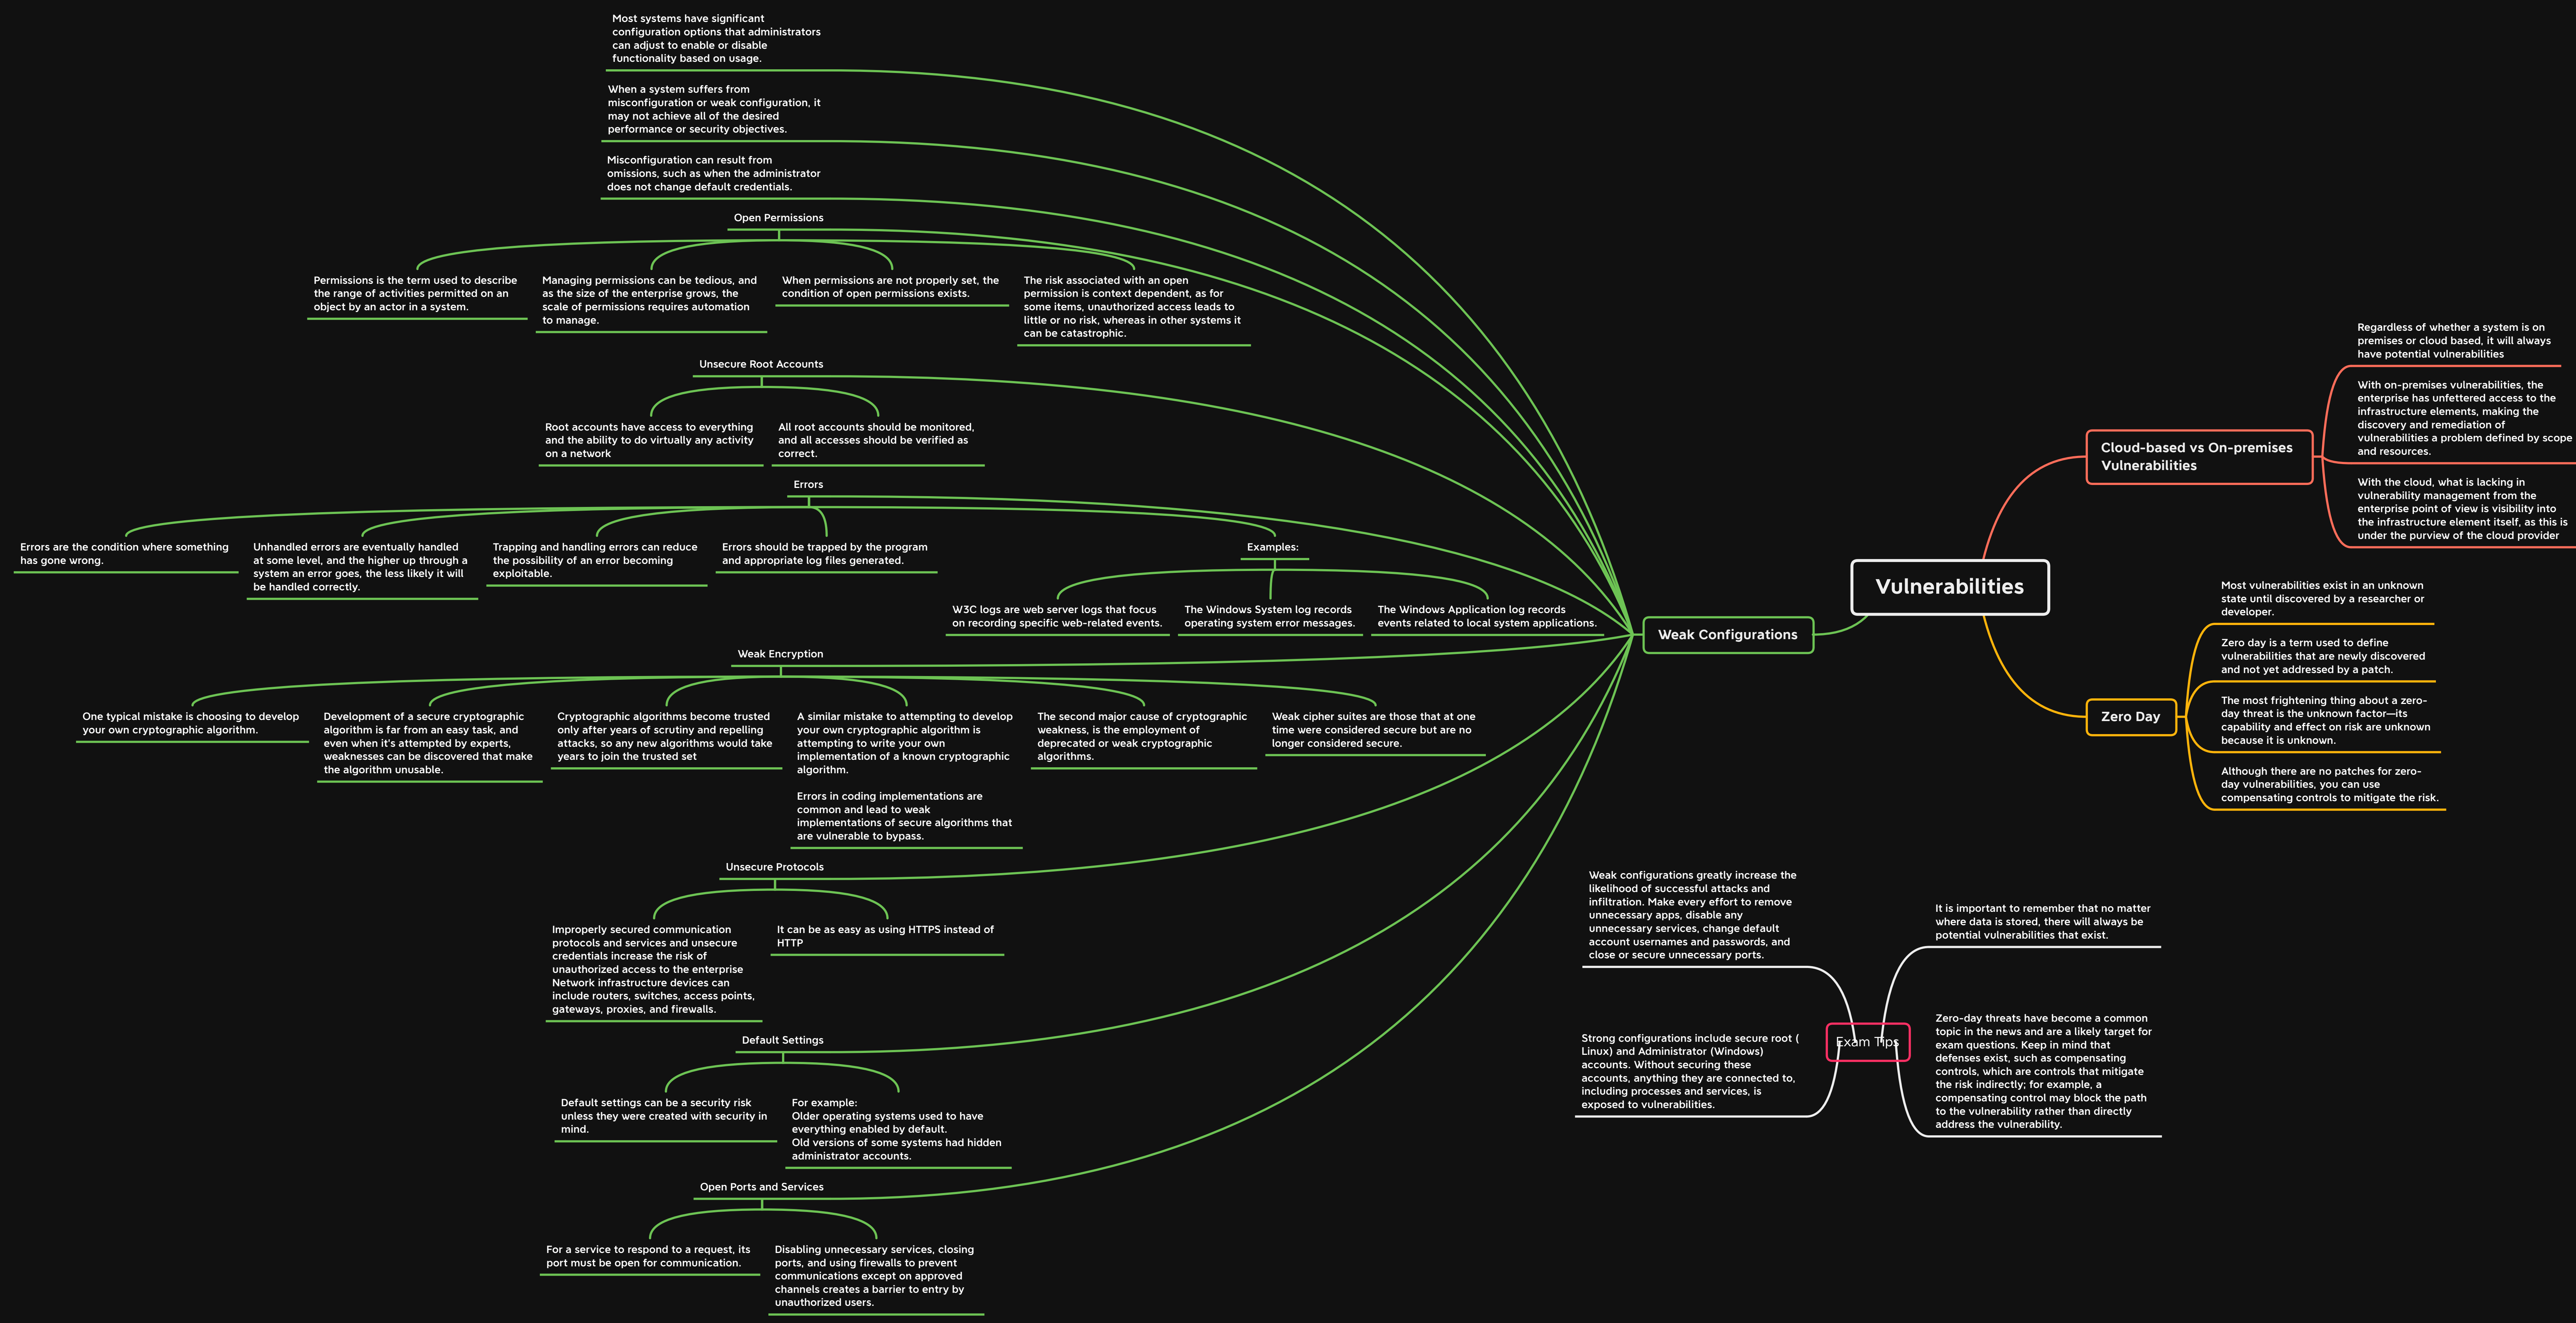 Most systems have significant
configuration options that administrators
can adjust to enable or disable
functionality based on usage.
When a system suffers from
misconfiguration or weak configuration, it
may not achieve all of the desired
performance or security objectives.
Misconfiguration can result from
omissions, such as when the administrator
does not change default credentials.
Open Permissions
Permissions is the term used to describe
the range of activities permitted on an
object by an actor in a system.
Managing permissions can be tedious, and
as the size of the enterprise grows, the
scale of permissions requires automation
to manage.
When permissions are not properly set, the
condition of open permissions exists.
The risk associated with an open
permission is context dependent, as for
some items, unauthorized access leads to
little or no risk, whereas in other systems it
can be catastrophic.
Unsecure Root Accounts
Root accounts have access to everything
and the ability to do virtually any activity
on a network
All root accounts should be monitored,
and all accesses should be verified as
correct.
Errors
Errors are the condition where something
has gone wrong.
Unhandled errors are eventually handled
at some level, and the higher up through a
system an error goes, the less likely it will
be handled correctly.
Trapping and handling errors can reduce
the possibility of an error becoming
exploitable.
Errors should be trapped by the program
and appropriate log files generated.
Examples:
W3C logs are web server logs that focus
on recording specific web-related events.
The Windows System log records
operating system error messages.
The Windows Application log records
events related to local system applications.
Weak Encryption
One typical mistake is choosing to develop
your own cryptographic algorithm.
Development of a secure cryptographic
algorithm is far from an easy task, and
even when it's attempted by experts,
weaknesses can be discovered that make
the algorithm unusable.
Cryptographic algorithms become trusted
only after years of scrutiny and repelling
attacks, so any new algorithms would take
years to join the trusted set
A similar mistake to attempting to develop
your own cryptographic algorithm is
attempting to write your own
implementation of a known cryptographic
algorithm.
Errors in coding implementations are
common and lead to weak
implementations of secure algorithms that
are vulnerable to bypass.
The second major cause of cryptographic
weakness, is the employment of
deprecated or weak cryptographic
algorithms.
Weak cipher suites are those that at one
time were considered secure but are no
longer considered secure.
Unsecure Protocols
Improperly secured communication
protocols and services and unsecure
credentials increase the risk of
unauthorized access to the enterprise
Network infrastructure devices can
include routers, switches, access points,
gateways, proxies, and firewalls.
It can be as easy as using HTTPS instead of
HTTP
Default Settings
Default settings can be a security risk
unless they were created with security in
mind.
For example:
Older operating systems used to have
everything enabled by default.
Old versions of some systems had hidden
administrator accounts.
Open Ports and Services
For a service to respond to a request, its
port must be open for communication.
Disabling unnecessary services, closing
ports, and using firewalls to prevent
communications except on approved
channels creates a barrier to entry by
unauthorized users.
Weak Configurations
Vulnerabilities
Cloud-based vs On-premises
Vulnerabilities
Regardless of whether a system is on
premises or cloud based, it will always
have potential vulnerabilities
With on-premises vulnerabilities, the
enterprise has unfettered access to the
infrastructure elements, making the
discovery and remediation of
vulnerabilities a problem defined by scope
and resources.
With the cloud, what is lacking in
vulnerability management from the
enterprise point of view is visibility into
the infrastructure element itself, as this is
under the purview of the cloud provider
Zero Day
Most vulnerabilities exist in an unknown
state until discovered by a researcher or
developer.
Zero day is a term used to define
vulnerabilities that are newly discovered
and not yet addressed by a patch.
The most frightening thing about a zero-
day threat is the unknown factor—its
capability and effect on risk are unknown
because it is unknown.
Although there are no patches for zero-
day vulnerabilities, you can use
compensating controls to mitigate the risk.
Exam Tips
Weak configurations greatly increase the
likelihood of successful attacks and
infiltration. Make every effort to remove
unnecessary apps, disable any
unnecessary services, change default
account usernames and passwords, and
close or secure unnecessary ports.
Strong configurations include secure root (
Linux) and Administrator (Windows)
accounts. Without securing these
accounts, anything they are connected to,
including processes and services, is
exposed to vulnerabilities.
It is important to remember that no matter
where data is stored, there will always be
potential vulnerabilities that exist.
Zero-day threats have become a common
topic in the news and are a likely target for
exam questions. Keep in mind that
defenses exist, such as compensating
controls, which are controls that mitigate
the risk indirectly; for example, a
compensating control may block the path
to the vulnerability rather than directly
address the vulnerability.